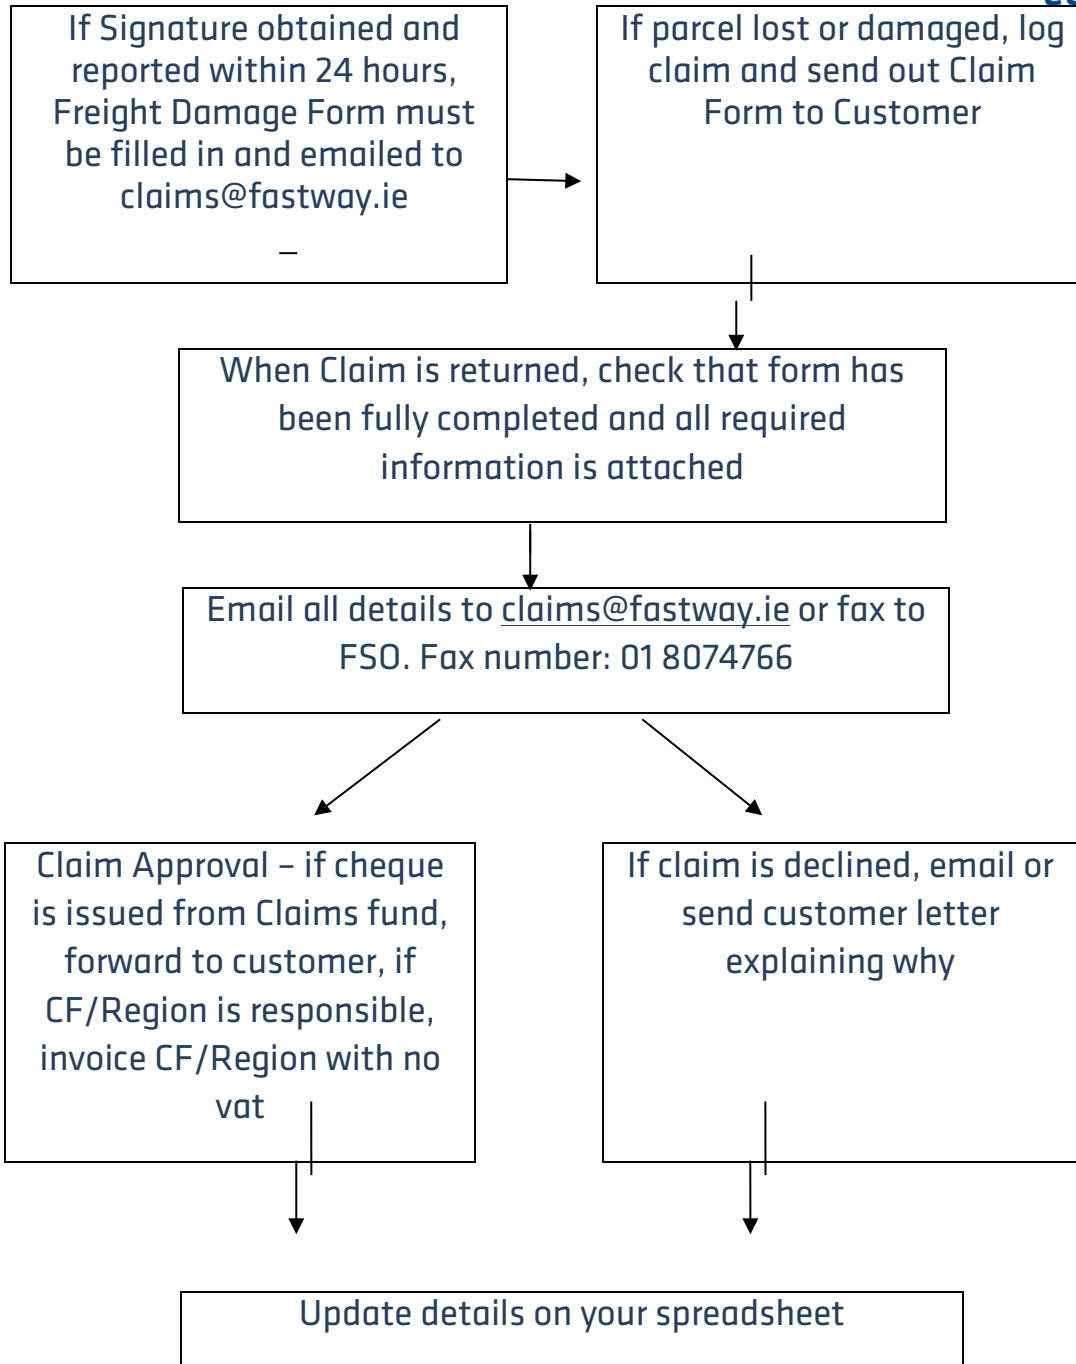 If Signature obtained and
reported within 24 hours,
Freight Damage Form must
be filled in and emailed to
claims@fastway.ie
If parcel lost or damaged, log
claim and send out Claim
Form to Customer
When Claim is returned, check that form has
been fully completed and all required
information is attached
Email all details to claims@fastway.ie or fax to
FSO. Fax number: 01 8074766
Claim Approval – if cheque
is issued from Claims fund,
forward to customer, if
CF/Region is responsible,
invoice CF/Region with no
vat
If claim is declined, email or
send customer letter
explaining why
Update details on your spreadsheet